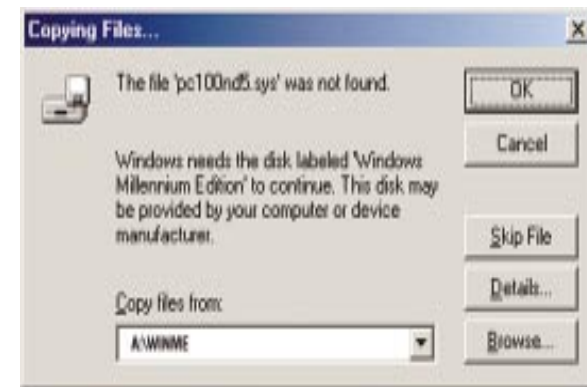 Copying Files...
The file 'pc100nd5.sys' was not found.
Windows needs the disk labeled 'Windows
Millennium Edition' to continue. This disk may
be provided by your computer or device
manufacturer.
Copy files from:
A:\WINME
OK
Cancel
Skip File
Details...
Browse...